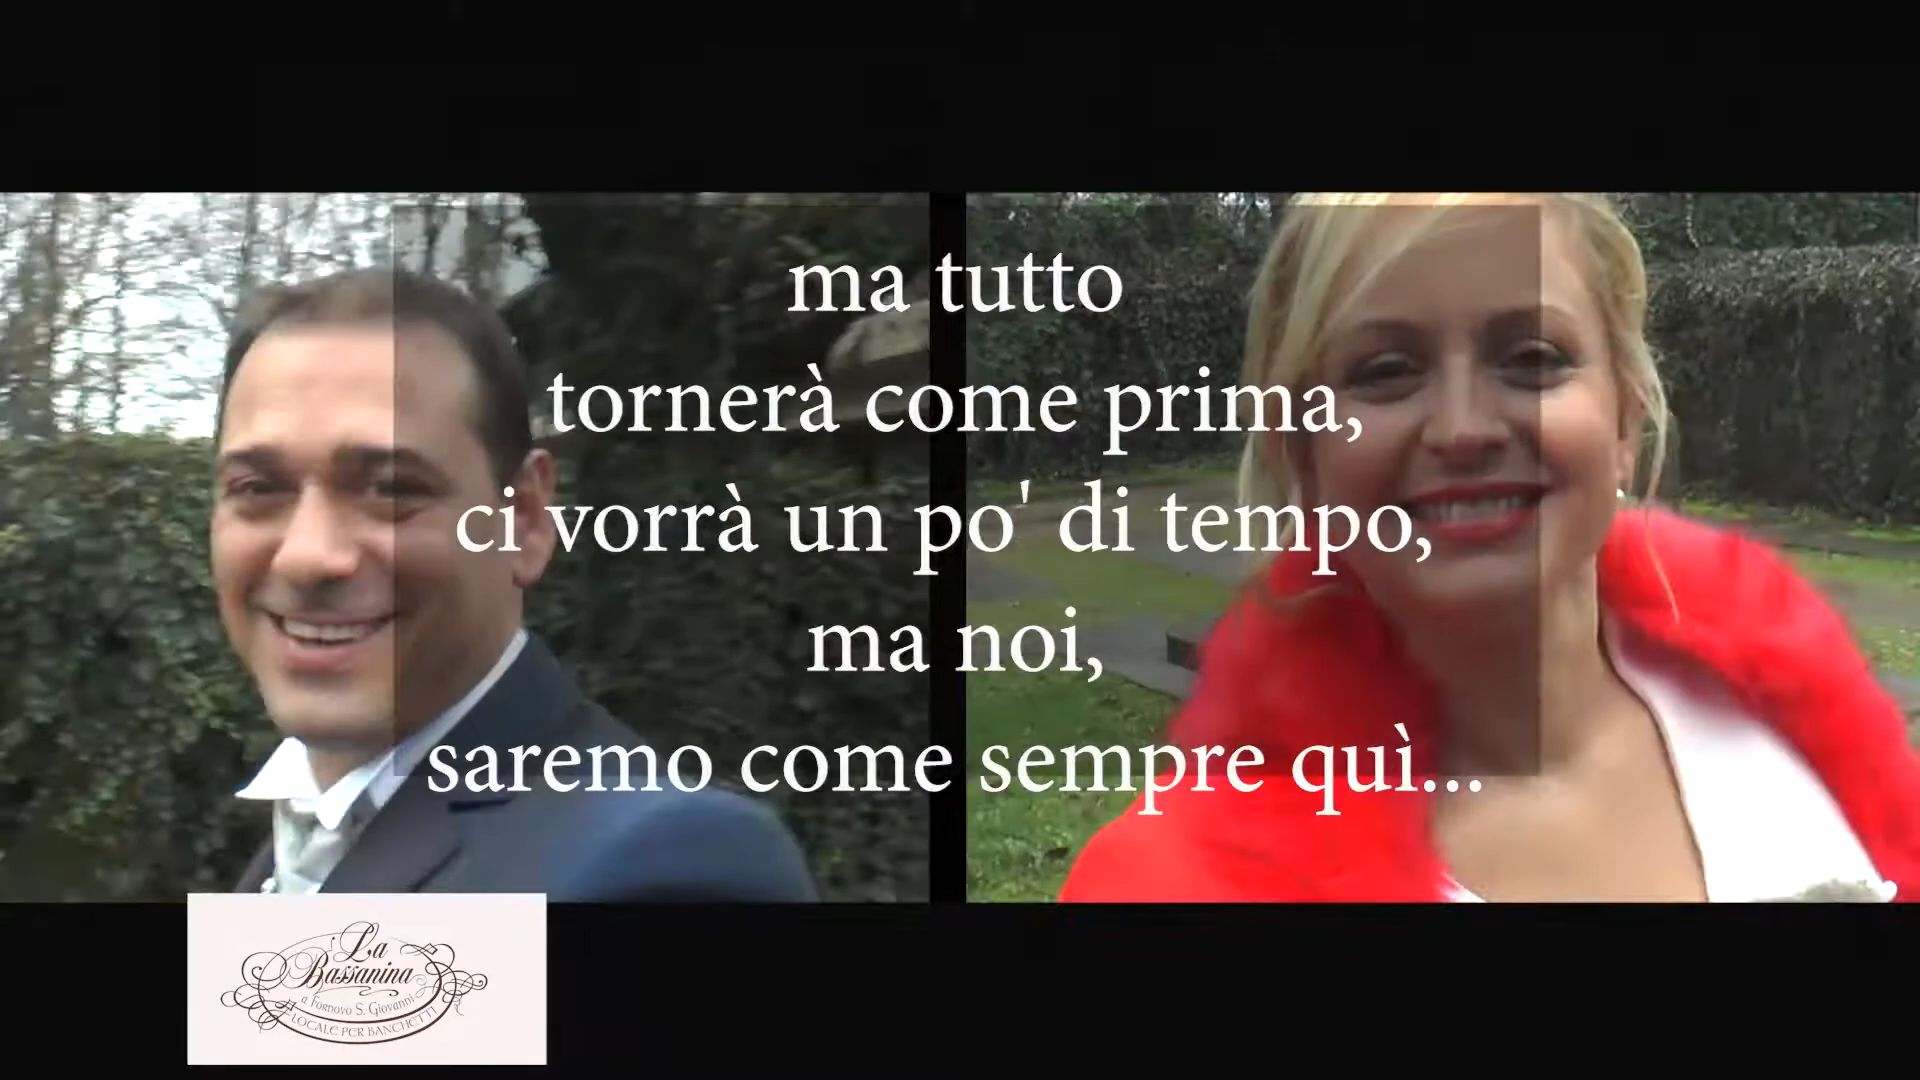 ma tutto
tornerà come prima,
ci vorrà un po' di tempo,
ma noi,
saremo come sempre quì...
La
Bassanina
a Fornovo S. Giovanni
LOCALE PER BANCHETTI